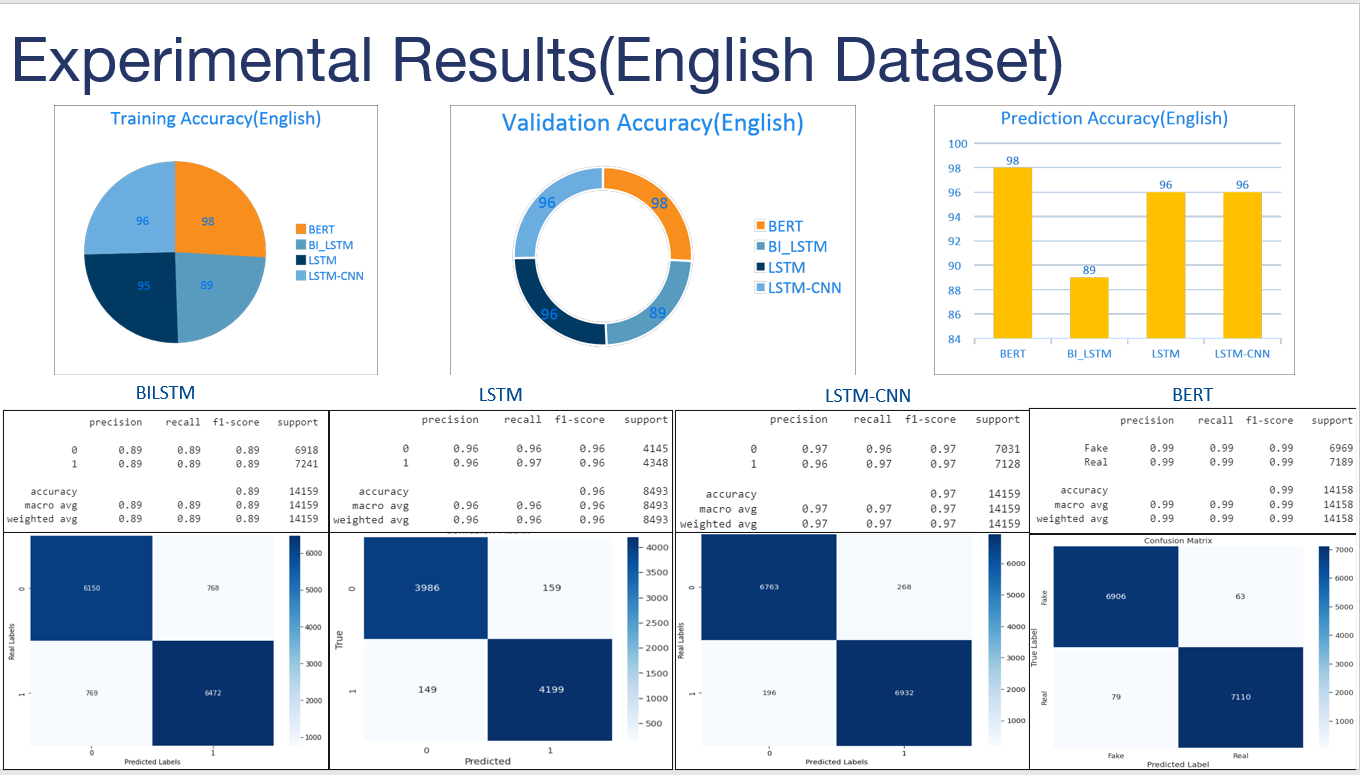 Experimental Results(English Dataset)
Training Accuracy(English)
96
98
95
89
BERT
BI_LSTM
LSTM
LSTM-CNN
Validation Accuracy(English)
96
98
96
89
BERT
BI_LSTM
LSTM
LSTM-CNN
Prediction Accuracy(English)
100
98
96
94
92
90
88
86
84
98
89
96
96
BERT BI_LSTM LSTM LSTM-CNN
BILSTM
precision recall f1-score support
0 0.89 0.89 0.89 6918
1 0.89 0.89 0.89 7241
accuracy 0.89 14159
macro avg 0.89 0.89 0.89 14159
weighted avg 0.89 0.89 0.89 14159
6150 768
769 6472
0
1
Real Labels
0 1
Predicted Labels
6000
5000
4000
3000
2000
1000
LSTM
precision recall f1-score support
0 0.96 0.96 0.96 4145
1 0.96 0.97 0.96 4348
accuracy 0.96 8493
macro avg 0.96 0.96 0.96 8493
weighted avg 0.96 0.96 0.96 8493
3986 159
149 4199
0
1
True
0 1
Predicted
4000
3500
3000
2500
2000
1500
1000
500
LSTM-CNN
precision recall f1-score support
0 0.97 0.96 0.97 7031
1 0.96 0.97 0.97 7128
accuracy 0.97 14159
macro avg 0.97 0.97 0.97 14159
weighted avg 0.97 0.97 0.97 14159
6763 268
196 6932
0
1
Real Labels
0 1
Predicted Labels
6000
5000
4000
3000
2000
1000
BERT
precision recall f1-score support
Fake 0.99 0.99 0.99 6969
Real 0.99 0.99 0.99 7189
accuracy 0.99 14158
macro avg 0.99 0.99 0.99 14158
weighted avg 0.99 0.99 0.99 14158
Confusion Matrix
6906 63
79 7110
Fake
Real
True Label
Fake Real
Predicted Label
7000
6000
5000
4000
3000
2000
1000